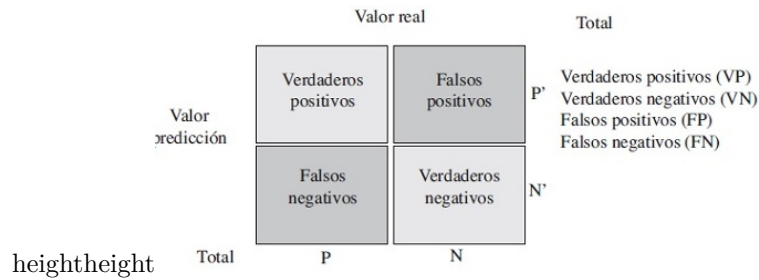 Valor real
Total
Verdaderos
positivos
Falsos
positivos
P'
Verdaderos positivos (VP)
Verdaderos negativos (VN)
Falsos positivos (FP)
Falsos negativos (FN)
Valor
predicción
Falsos
negativos
Verdaderos
negativos
N'
heightheight
Total
P
N